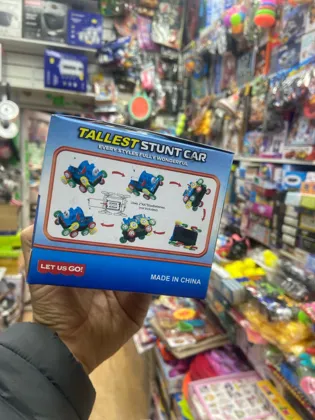 TALLEST STUNT CAR
EVERY STYLES FULLY WONDERFUL
LET US GO!
MADE IN CHINA